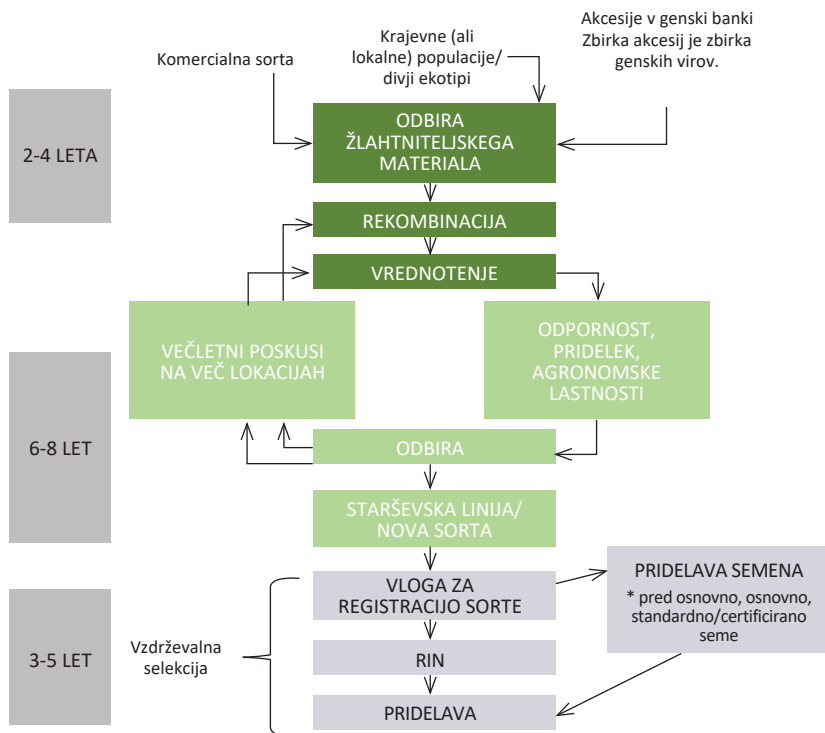 Komercialna sorta
Krajevne (ali
lokalne) populacije/
divji ekotipi
Akcesije v genski banki
Zbirka akcesij je zbirka
genskih virov.
2-4 LETA
ODBIRA
ŽLAHTNITELJSKEGA
MATERIALA
REKOMBINACIJA
VREDNOTENJE
VEČLETNI POSKUSI
NA VEČ LOKACIJAH
ODPORNOST,
PRIDELEK,
AGRONOMSKE
LASTNOSTI
6-8 LET
ODBIRA
STARŠEVSKA LINIJA/
NOVA SORTA
VLOGA ZA
REGISTRACIJO SORTE
PRIDELAVA SEMENA
* pred osnovno, osnovno,
standardno/certificirano
seme
Vzdrževalna
selekcija
3-5 LET
RIN
PRIDELAVA